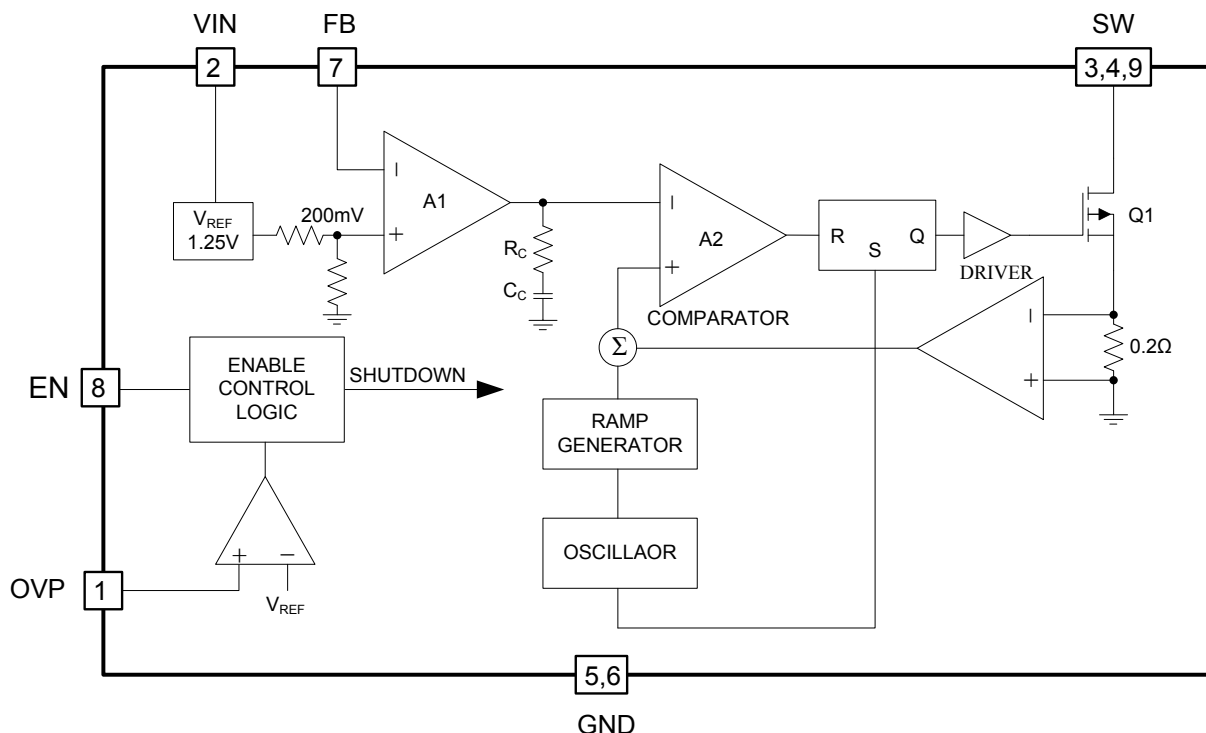 VIN
FB
SW
2
7
3,4,9
A1
VREF
1.25V
200mV
RC
CC
A2
COMPARATOR
R
S
Q
DRIVER
Q1
0.2Ω
Σ
EN
8
ENABLE
CONTROL
LOGIC
SHUTDOWN
RAMP
GENERATOR
OSCILLAOR
OVP
1
VREF
5,6
GND